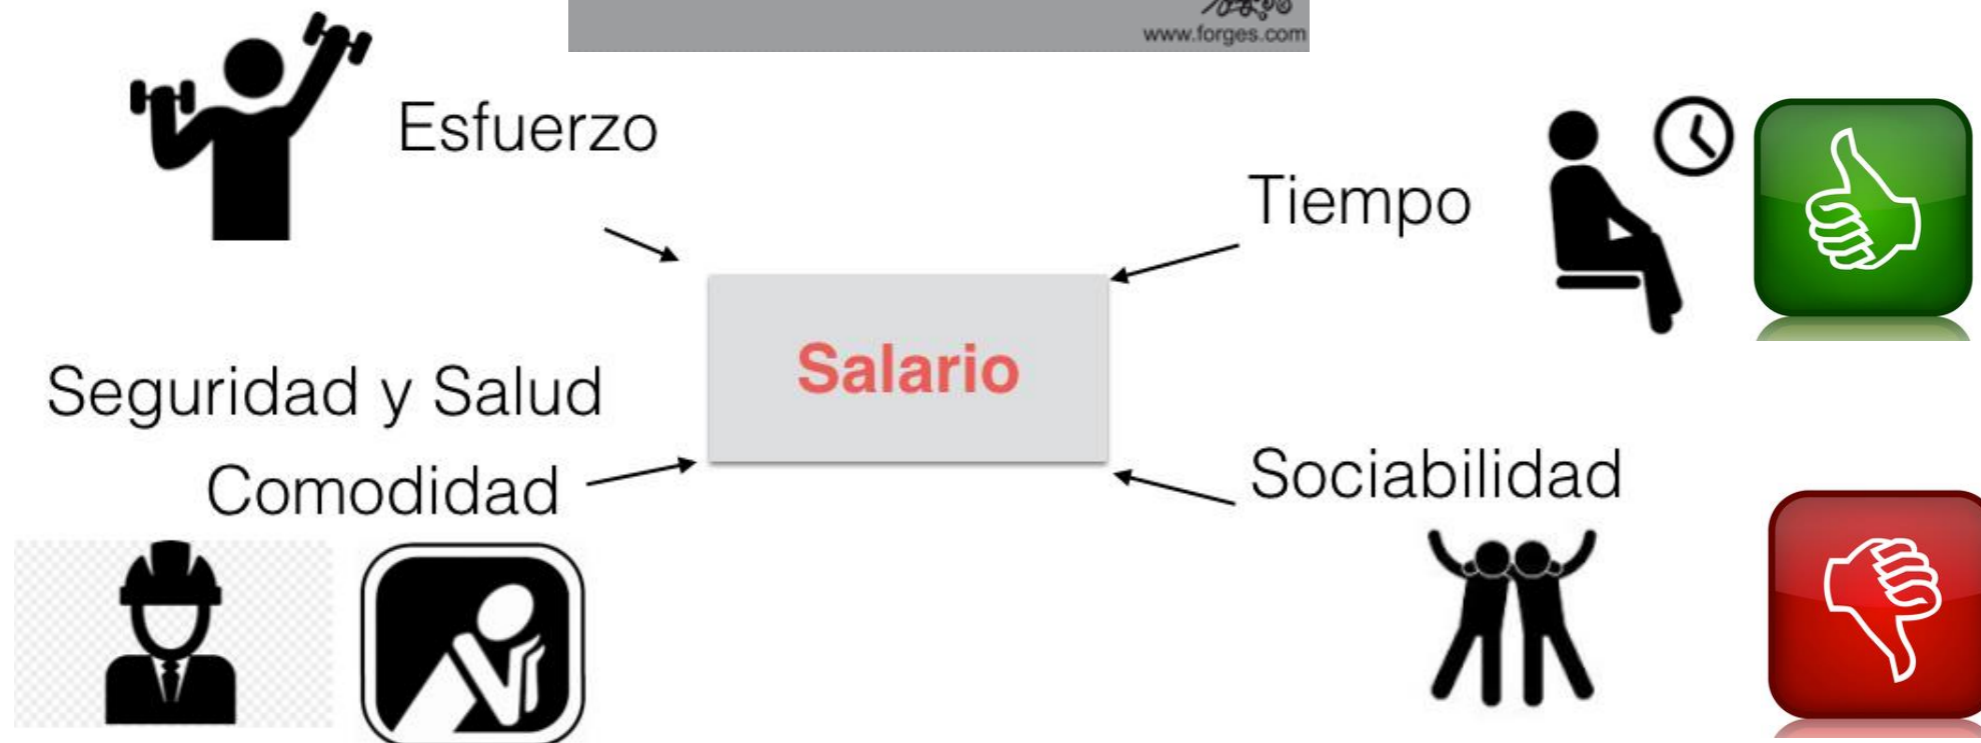 www.forges.com
Esfuerzo
Tiempo
Salario
Seguridad y Salud
Comodidad
Sociabilidad